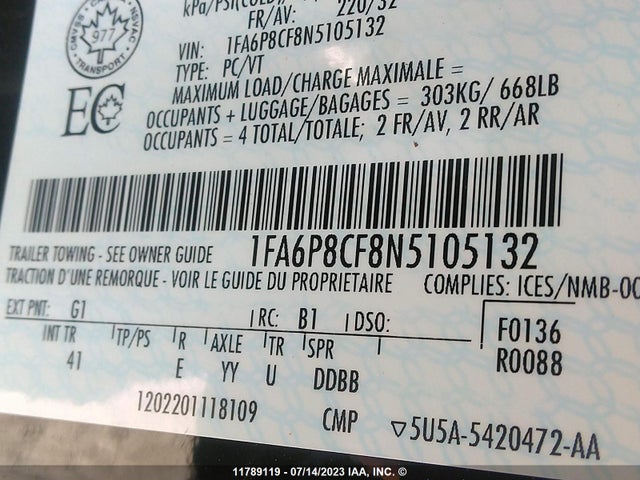 kPa/PSI(COLD)
FR/AV: 220/32
VIN: 1FA6P8CF8N5105132
TYPE: PC/VT
977
TRANSPORT
EC
MAXIMUM LOAD/CHARGE MAXIMALE =
OCCUPANTS + LUGGAGE/BAGAGES = 303KG/ 668LB
OCCUPANTS = 4 TOTAL/TOTALE; 2 FR/AV, 2 RR/AR
TRAILER TOWING - SEE OWNER GUIDE 1FA6P8CF8N5105132
TRACTION D'UNE REMORQUE - VOIR LE GUIDE DU PROPRIETAIRE COMPLIES: ICES/NMB-00
EXT PNT: G1 RC: B1 DSO:
F0136
R0088
INT TR TP/PS R AXLE TR SPR
41 E YY U DDBB
1202201118109 CMP ▽5U5A-5420472-AA
11789119 - 07/14/2023 IAA, INC. ©